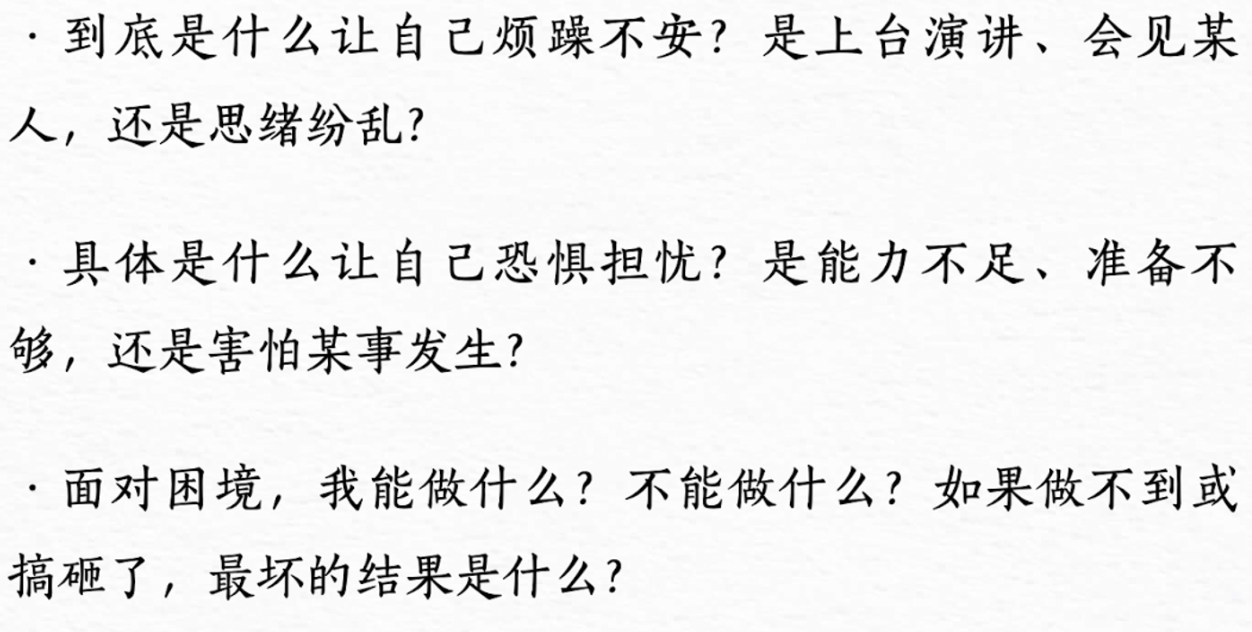 · 到底是什么让自己烦躁不安？是上台演讲、会见某
人，还是思绪纷乱？
· 具体是什么让自己恐惧担忧？是能力不足、准备不
够，还是害怕某事发生？
· 面对困境，我能做什么？不能做什么？如果做不到或
搞砸了，最坏的结果是什么？